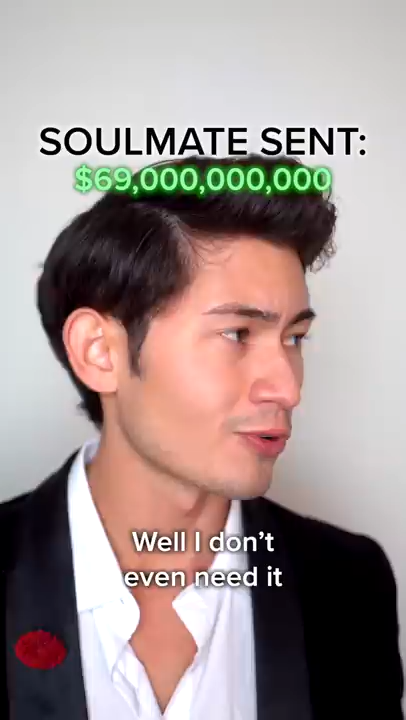 SOULMATE SENT:
$69,000,000,000
Well I don't
even need it